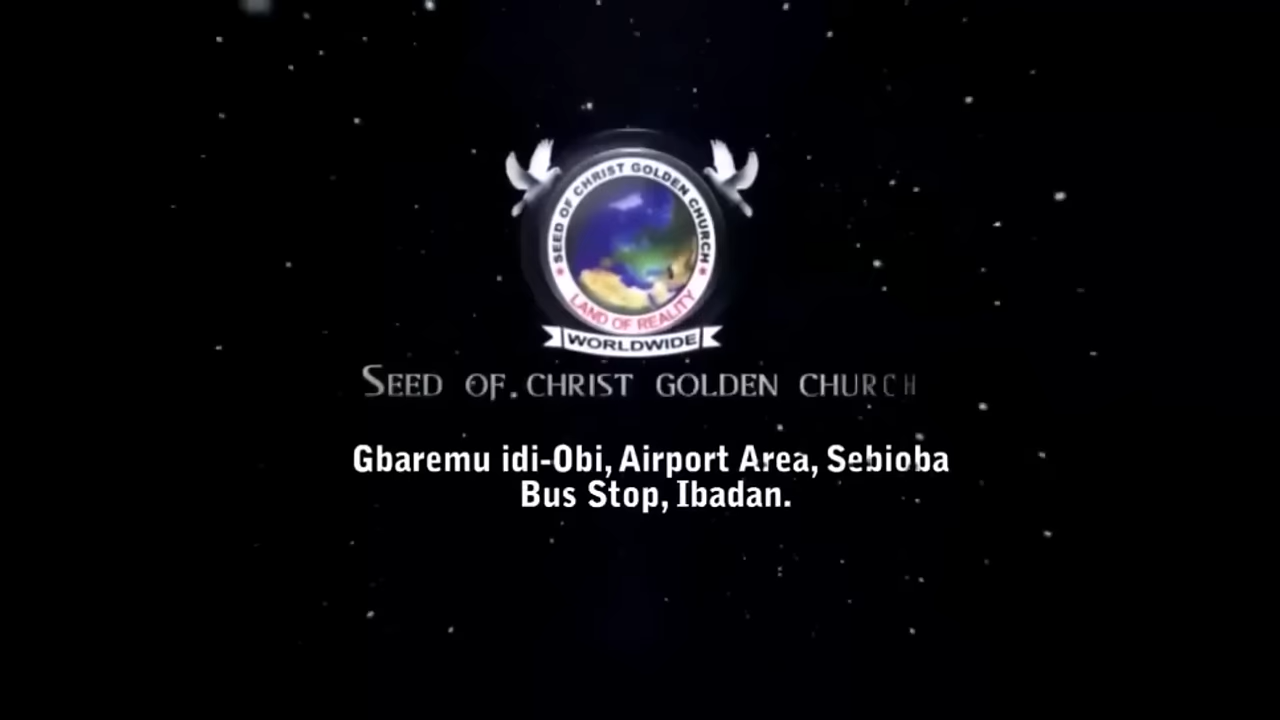 SEED OF CHRIST GOLDEN CHURCH
LAND OF REALITY
WORLDWIDE
SEED OF CHRIST GOLDEN CHURCH
Gbaremu idi-Obi, Airport Area, Sebioba
Bus Stop, Ibadan.